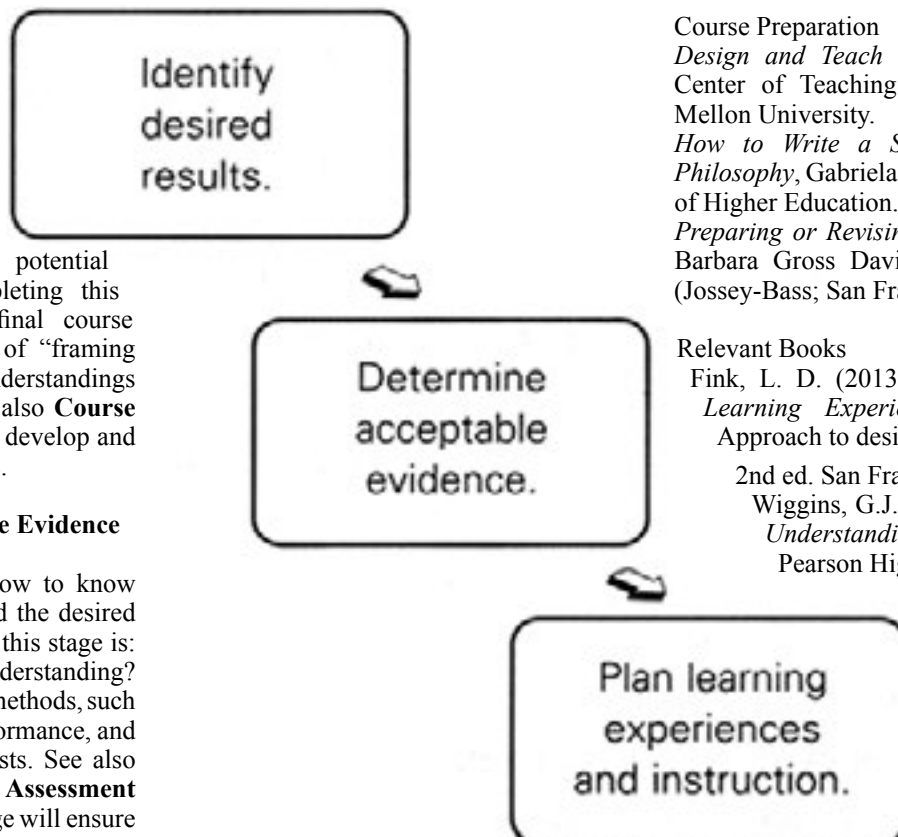 potential
pleting this
final course
of “framing
derstandings
also Course
develop and
.
e Evidence
ow to know
d the desired
this stage is:
derstanding?
methods, such
ormance, and
sts. See also
Assessment
ge will ensure
Identify
desired
results.
Determine
acceptable
evidence.
Plan learning
experiences
and instruction.
Course Preparation
Design and Teach
Center of Teaching
Mellon University.
How to Write a S
Philosophy, Gabriela
of Higher Education.
Preparing or Revisin
Barbara Gross Davi
(Jossey-Bass; San Fra
Relevant Books
Fink, L. D. (2013
Learning Experie
Approach to desi
2nd ed. San Fra
Wiggins, G.J.
Understandi
Pearson Hig